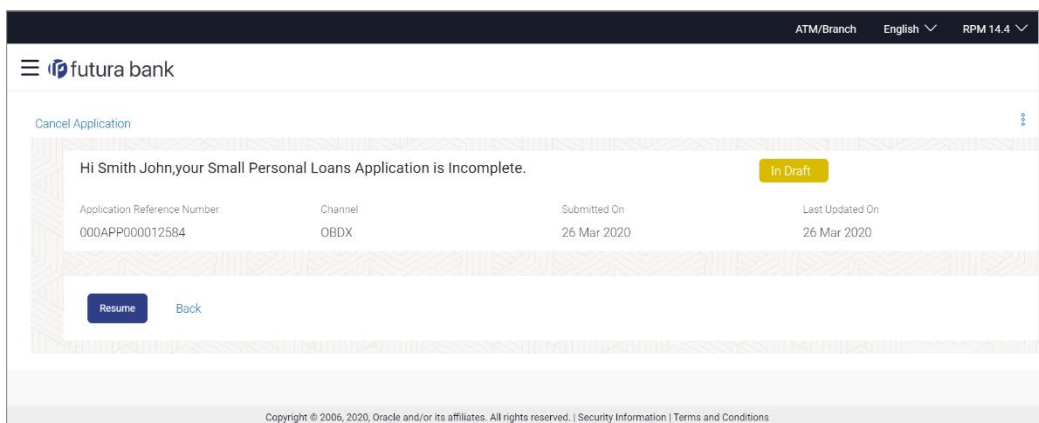 ATM/Branch English RPM 14.4
futura bank
Cancel Application
Hi Smith John,your Small Personal Loans Application is Incomplete. In Draft
Application Reference Number Channel Submitted On Last Updated On
000APP000012584 OBDX 26 Mar 2020 26 Mar 2020
Resume Back
Copyright © 2006, 2020, Oracle and/or its affiliates. All rights reserved. | Security Information | Terms and Conditions